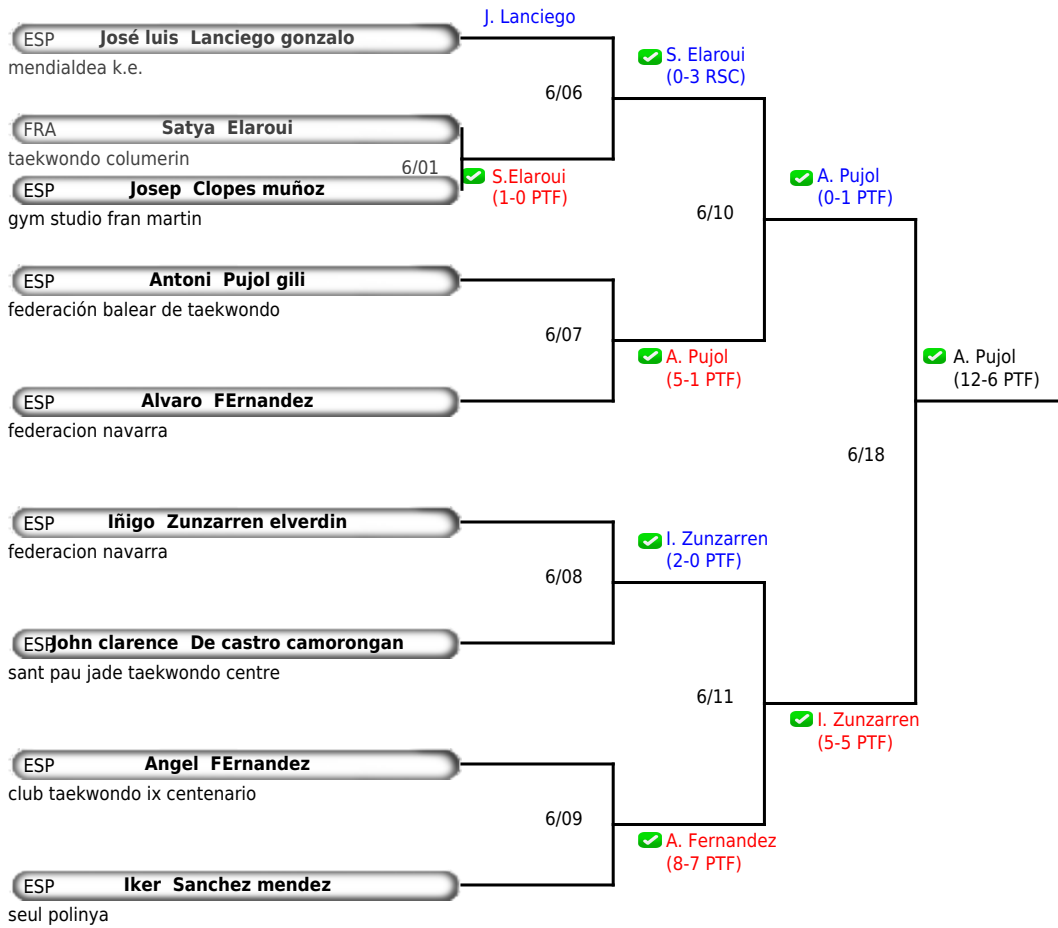 J. Lanciego
ESP José luis Lanciego gonzalo
mendialdea k.e.
S. Elaroui
(0-3 RSC)
6/06
FRA Satya Elaroui
taekwondo columerin
6/01
S.Elaroui
(1-0 PTF)
ESP Josep Clopes muñoz
gym studio fran martin
A. Pujol
(0-1 PTF)
6/10
ESP Antoni Pujol gili
federación balear de taekwondo
6/07
A. Pujol
(5-1 PTF)
A. Pujol
(12-6 PTF)
ESP Alvaro FErnandez
federacion navarra
6/18
ESP Iñigo Zunzarren elverdin
federacion navarra
I. Zunzarren
(2-0 PTF)
6/08
ESP John clarence De castro camorongan
sant pau jade taekwondo centre
6/11
I. Zunzarren
(5-5 PTF)
ESP Angel FErnandez
club taekwondo ix centenario
6/09
A. Fernandez
(8-7 PTF)
ESP Iker Sanchez mendez
seul polinya